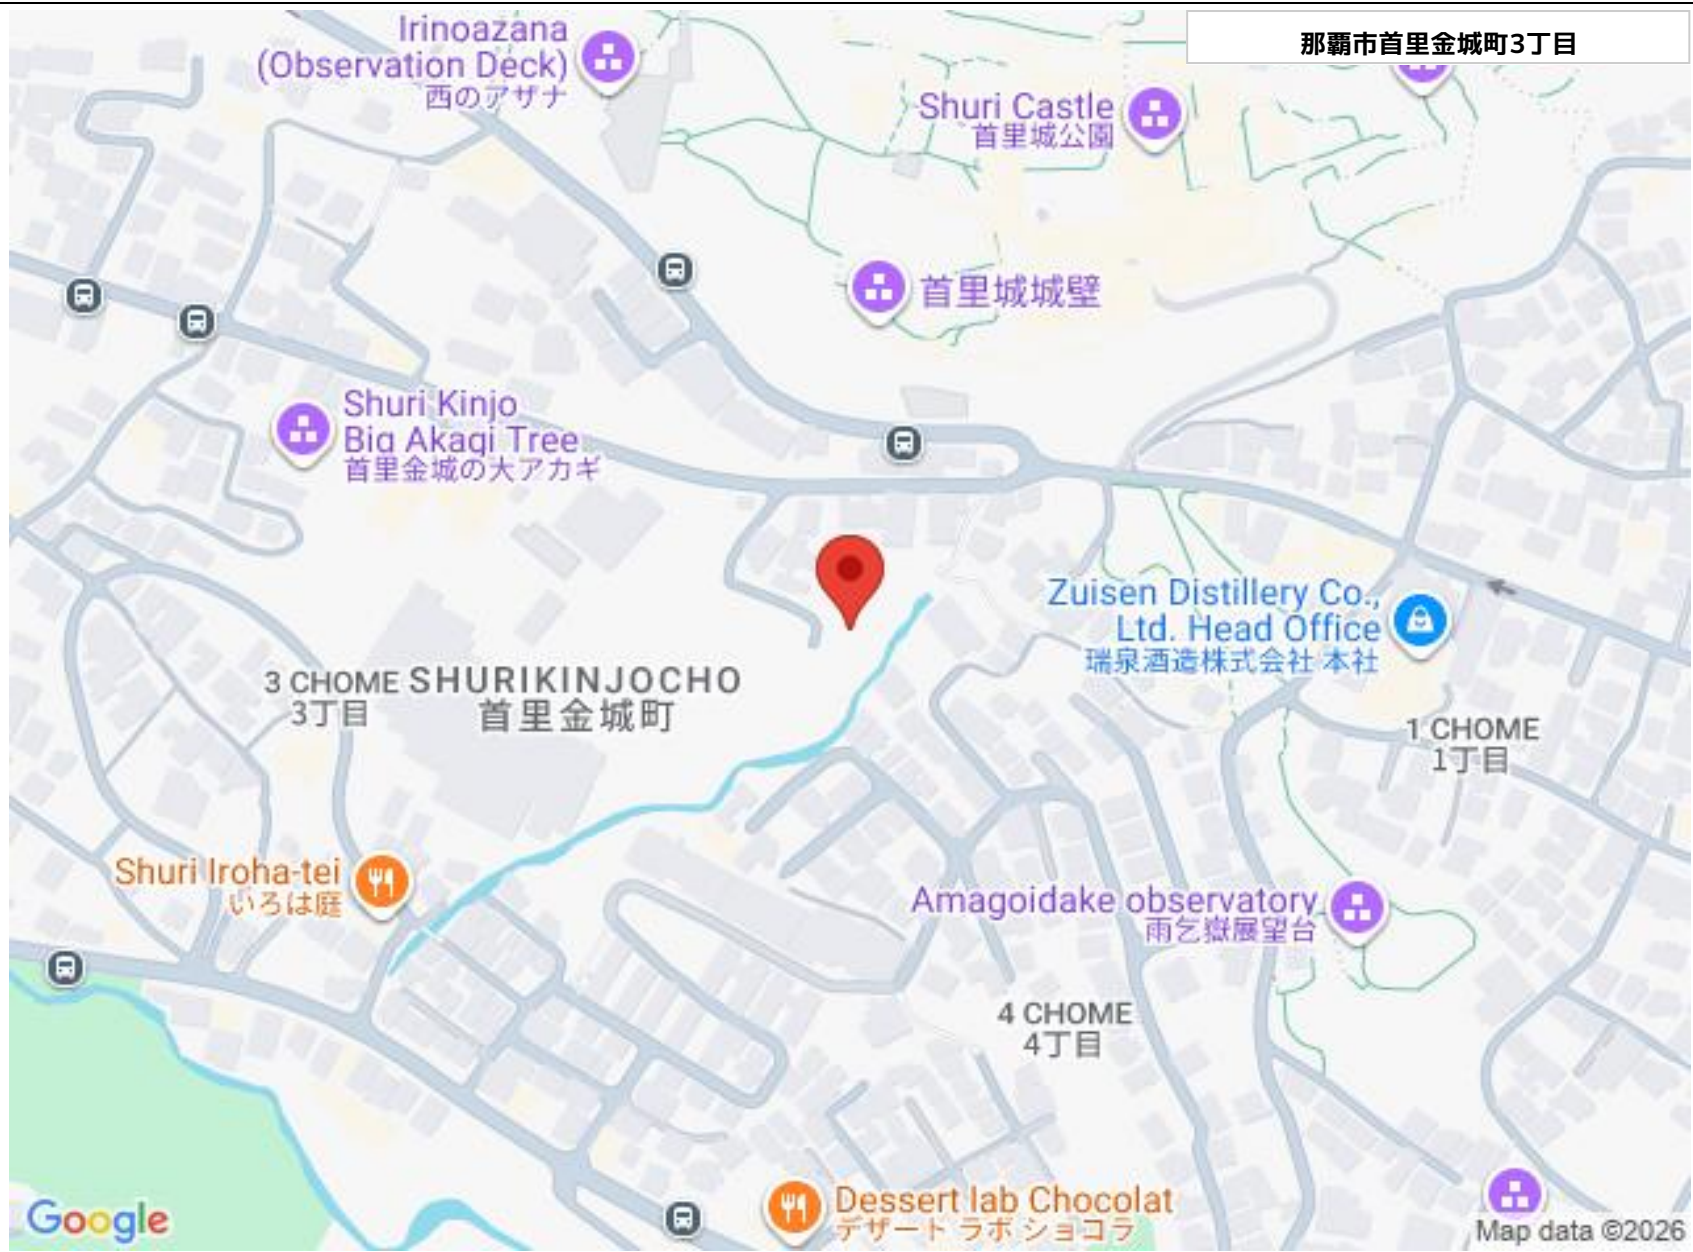 那覇市首里金城町3丁目
Irinoazana
(Observation Deck)
西のアザナ
Shuri Castle
首里城公園
首里城城壁
Shuri Kinjo
Big Akagi Tree
首里金城の大アカギ
Zuisen Distillery Co.,
Ltd. Head Office
瑞泉酒造株式会社 本社
3 CHOME
3丁目
SHURIKINJOCHO
首里金城町
1 CHOME
1丁目
Shuri Iroha-tei
いろは庭
Amagoidake observatory
雨乞嶽展望台
4 CHOME
4丁目
Dessert lab Chocolat
デザート ラボ ショコラ
Google
Map data ©2026